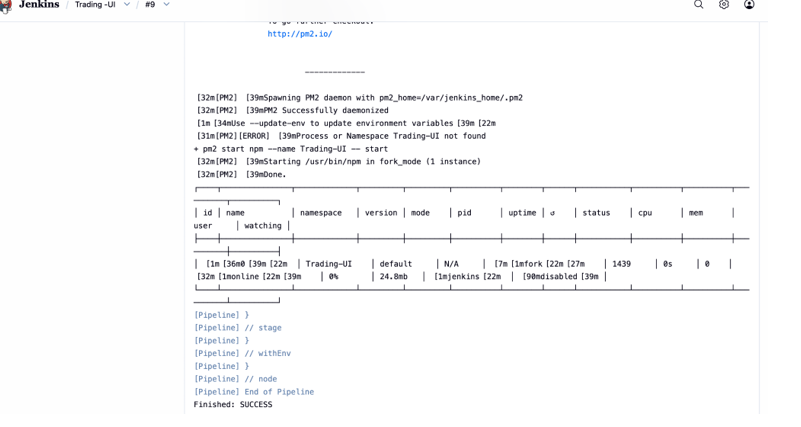 Jenkins / Trading -UI / #9
To go further checkout:
http://pm2.io/
-------------
[32m[PM2] [39mSpawning PM2 daemon with pm2_home=/var/jenkins_home/.pm2
[32m[PM2] [39mPM2 Successfully daemonized
[1m [34mUse --update-env to update environment variables [39m [22m
[31m[PM2][ERROR] [39mProcess or Namespace Trading-UI not found
+ pm2 start npm --name Trading-UI -- start
[32m[PM2] [39mStarting /usr/bin/npm in fork_mode (1 instance)
[32m[PM2] [39mDone.
│ id │ name │ namespace │ version │ mode │ pid │ uptime │ ↺ │ status │ cpu │ mem │
user │ watching │
│ [1m [36m0 [39m [22m │ Trading-UI │ default │ N/A │ [7m [1mfork [22m [27m │ 1439 │ 0s │ 0 │
[32m [1monline [22m [39m │ 0% │ 24.8mb │ [1mjenkins [22m │ [90mdisabled [39m │
[Pipeline] }
[Pipeline] // stage
[Pipeline] }
[Pipeline] // withEnv
[Pipeline] }
[Pipeline] // node
[Pipeline] End of Pipeline
Finished: SUCCESS